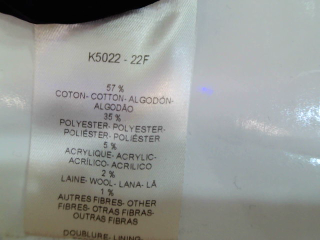 K5022 - 22F
57 %
COTON- COTTON- ALGODÓN-
ALGODÃO
35 %
POLYESTER- POLYESTER-
POLIÉSTER- POLIÉSTER
5 %
ACRYLIQUE- ACRYLIC-
ACRÍLICO- ACRILICO
2 %
LAINE- WOOL- LANA- LÃ
1 %
AUTRES FIBRES- OTHER
FIBRES- OTRAS FIBRAS-
OUTRAS FIBRAS
DOUBLURE- LINING-